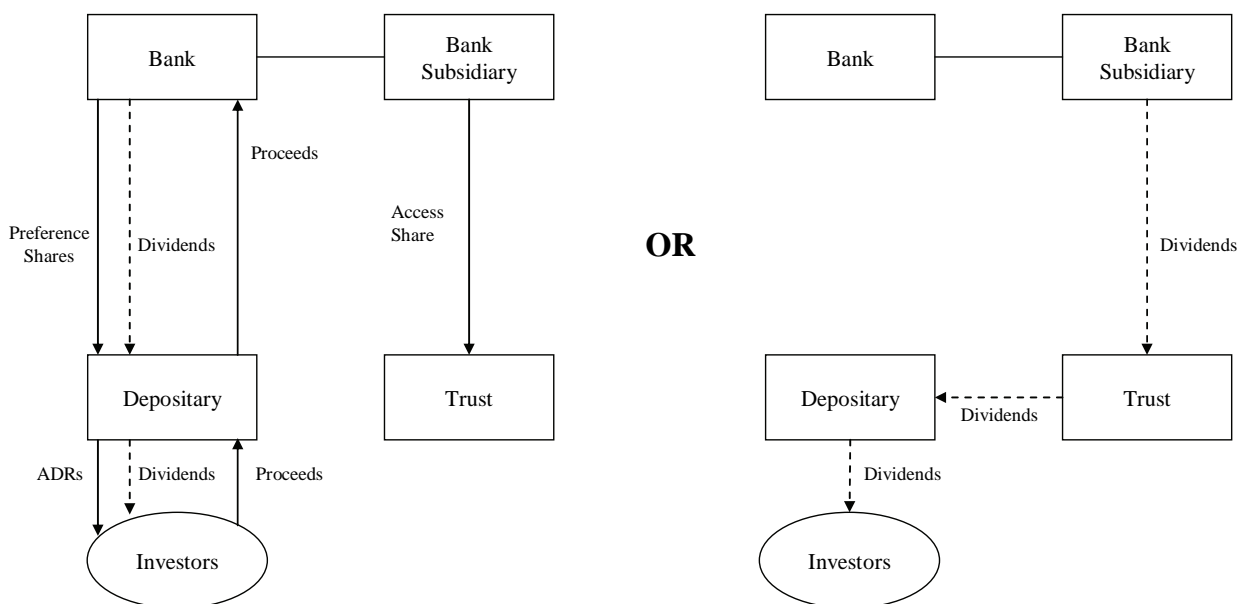 Bank
Bank
Subsidiary
Bank
Bank
Subsidiary
Proceeds
Preference
Shares
Dividends
Access
Share
OR
Dividends
Depositary
Trust
Depositary
Dividends
Trust
ADRs
Dividends
Proceeds
Dividends
Investors
Investors